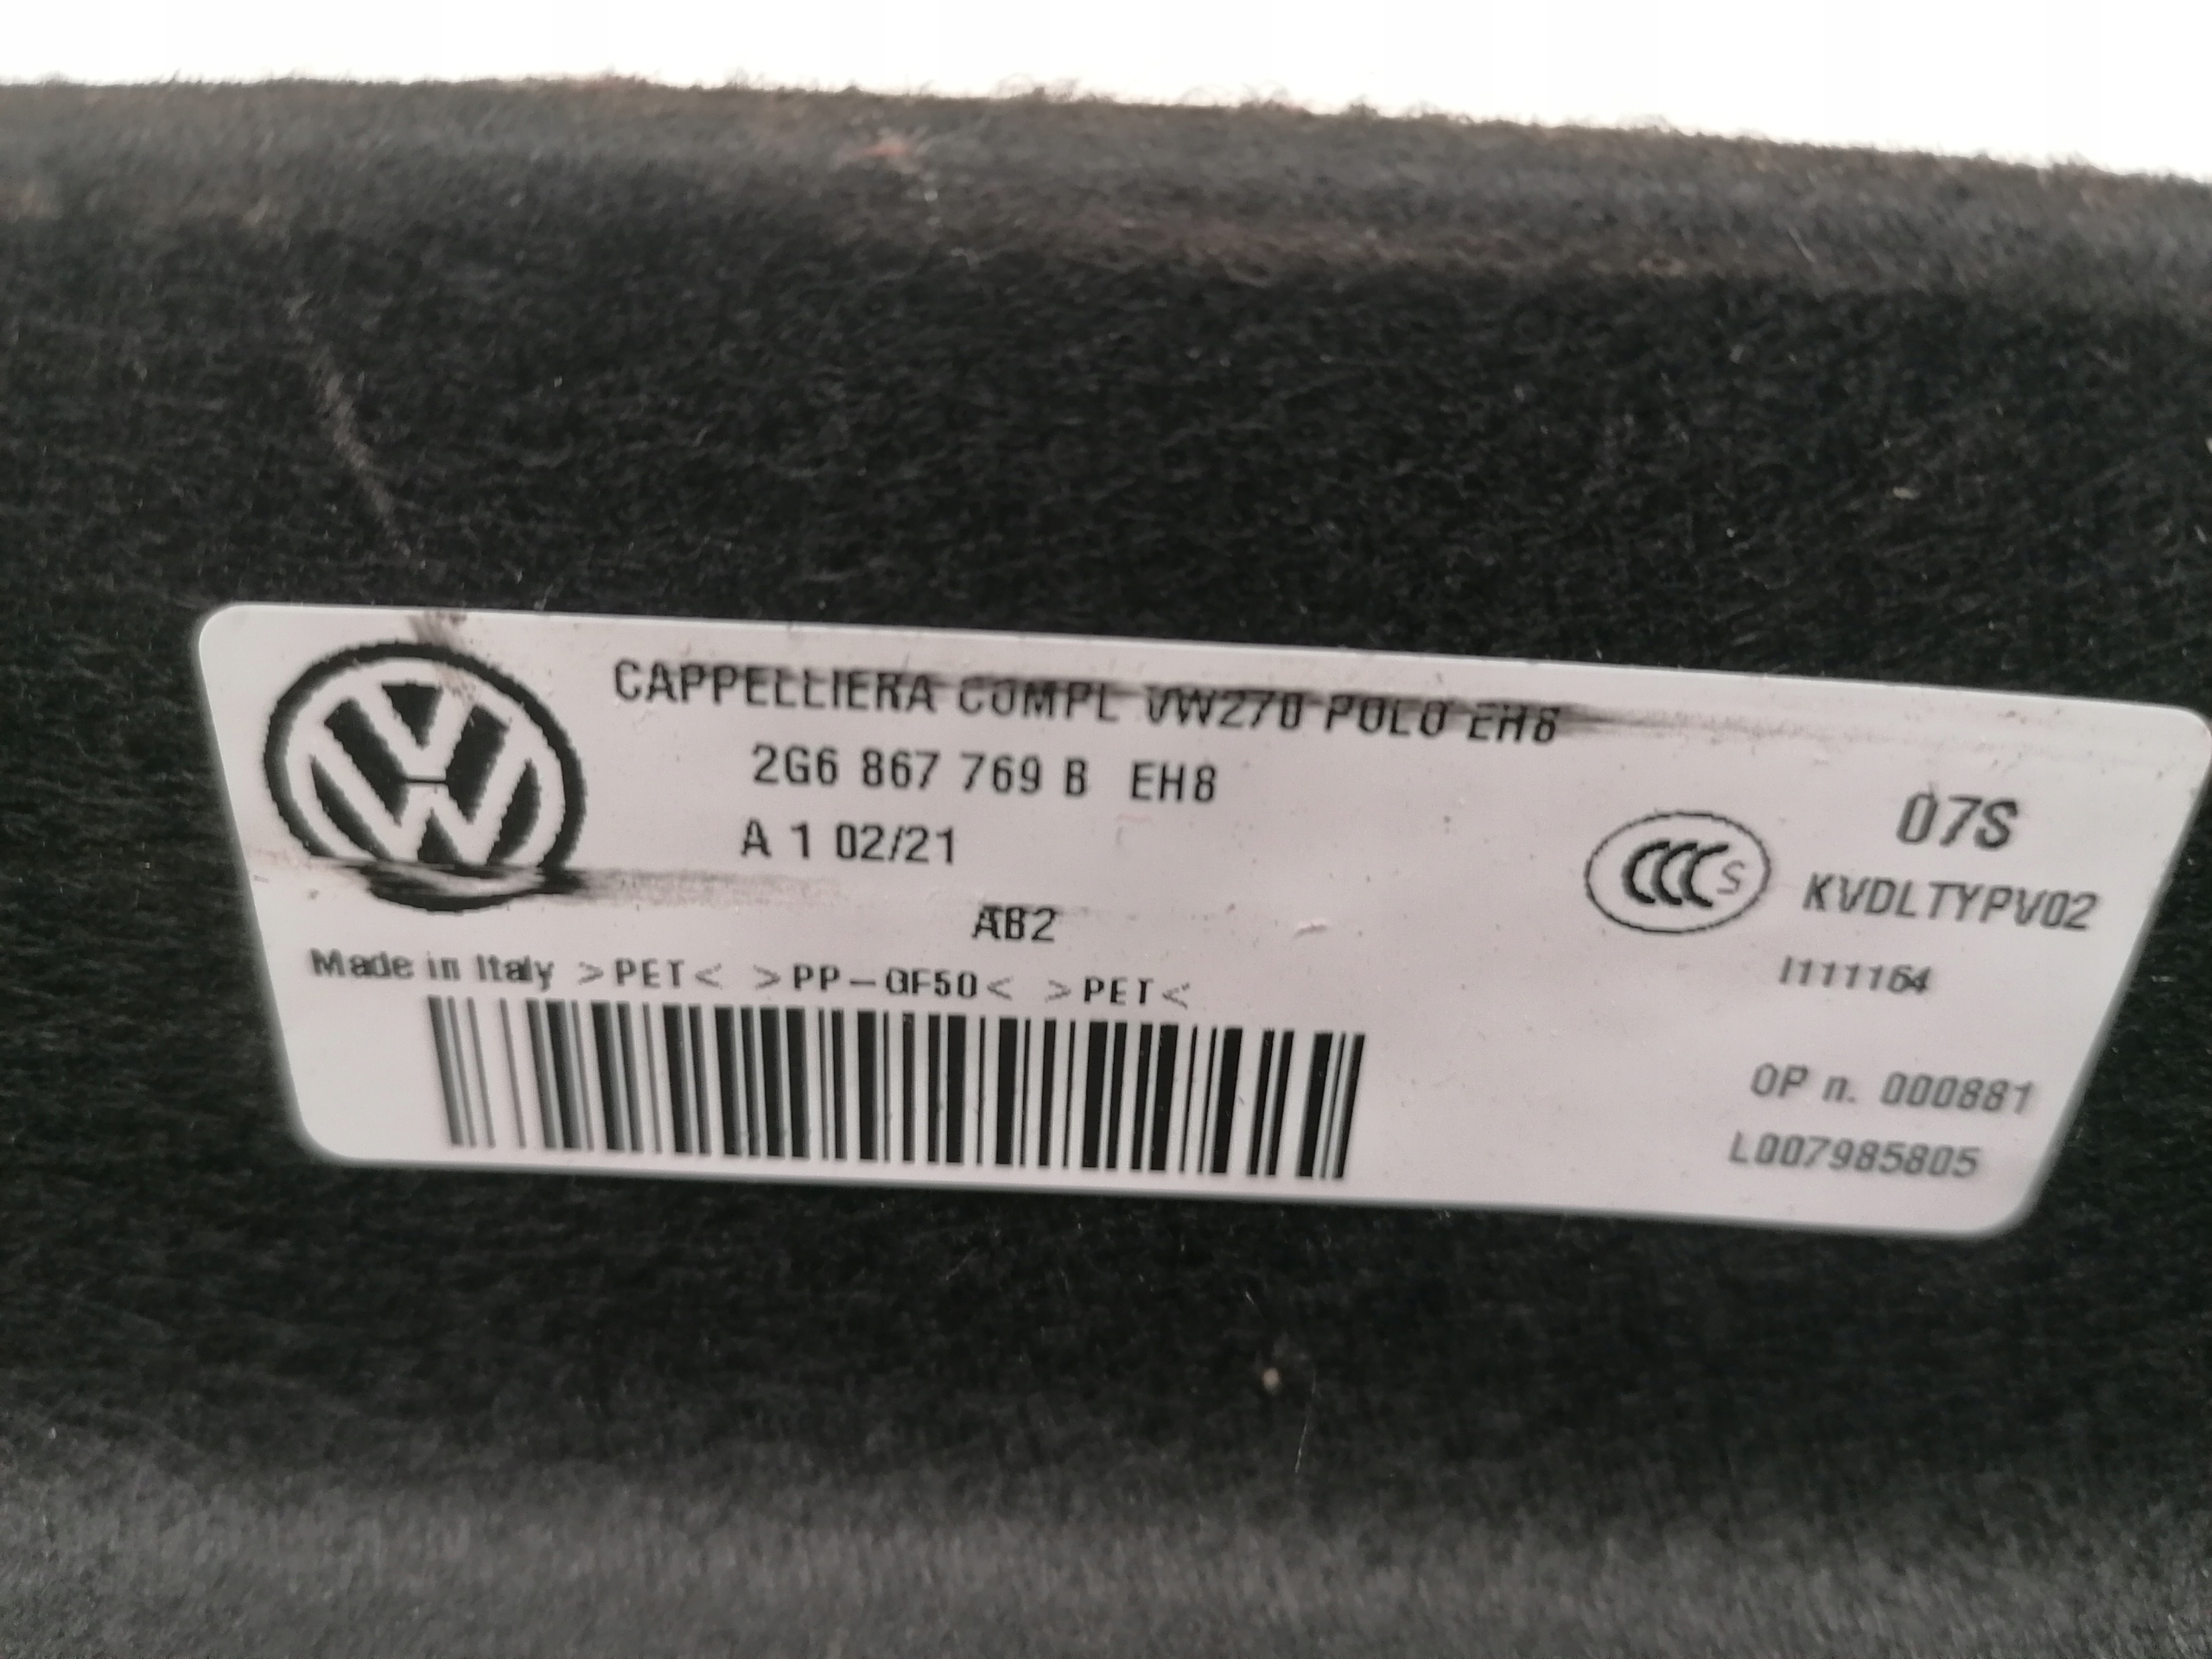 CAPPELLIERA COMPL VW270 POLO EH8
2G6 867 769 B EH8
A 1 02/21
AB2
Made in Italy >PET< >PP-GF50< >PET<
CCC S
07S
KVDLTYPV02
I111164
OP n. 000881
L007985805